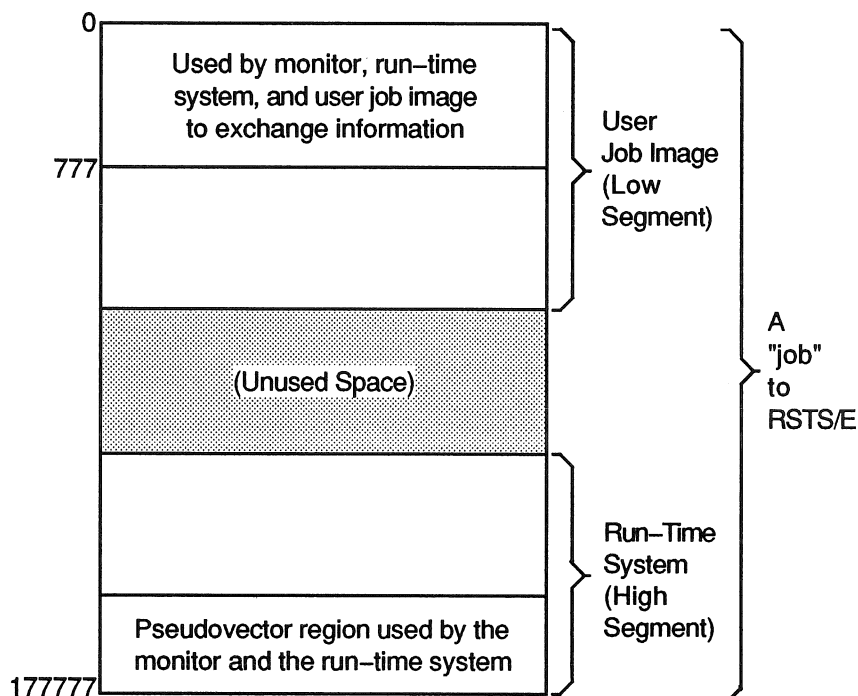 0
Used by monitor, run–time
system, and user job image
to exchange information
777
User
Job Image
(Low
Segment)
(Unused Space)
A
"job"
to
RSTS/E
Run–Time
System
(High
Segment)
Pseudovector region used by the
monitor and the run–time system
177777